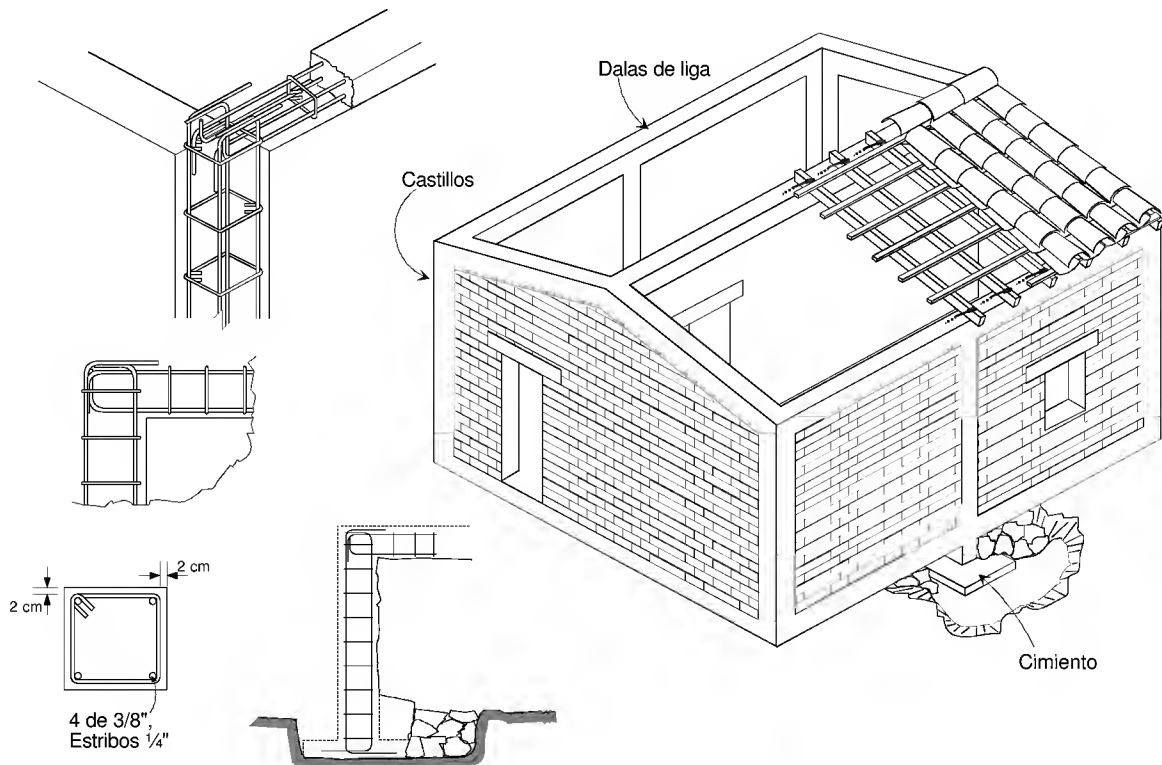 Dalas de liga
Castillos
2 cm
2 cm
4 de 3/8",
Estribos ¼"
Cimiento